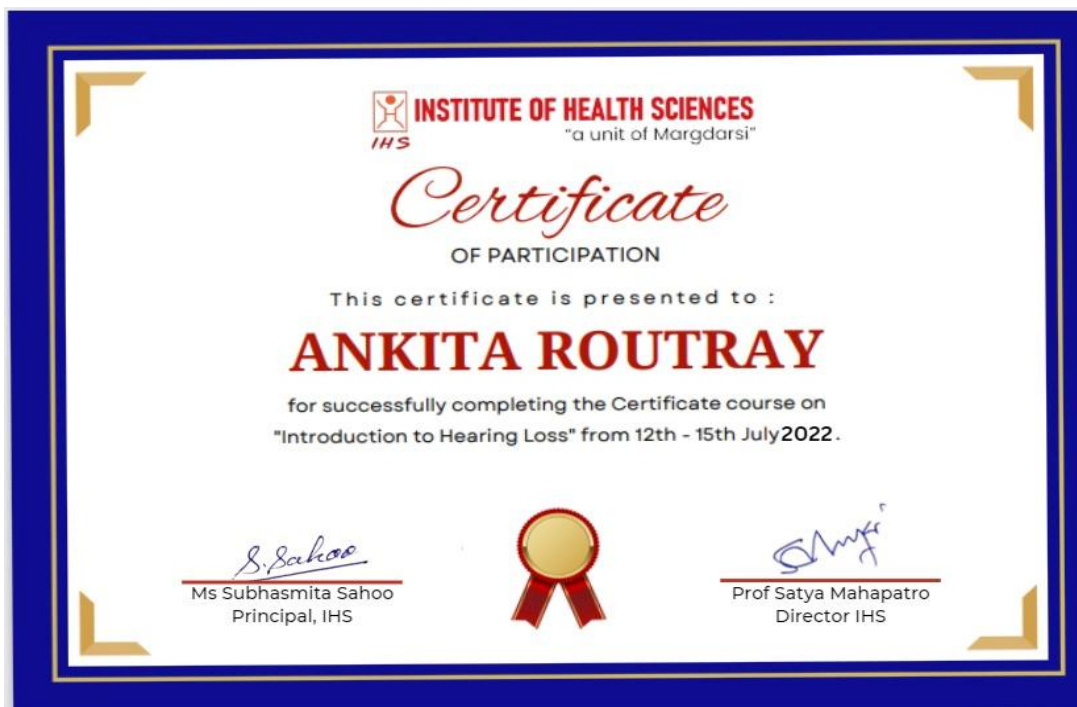 INSTITUTE OF HEALTH SCIENCES
IHS
"a unit of Margdarsi"
Certificate
OF PARTICIPATION
This certificate is presented to :
ANKITA ROUTRAY
for successfully completing the Certificate course on
"Introduction to Hearing Loss" from 12th - 15th July 2022.
S. Sahoo
Ms Subhasmita Sahoo
Principal, IHS
Prof Satya Mahapatro
Director IHS